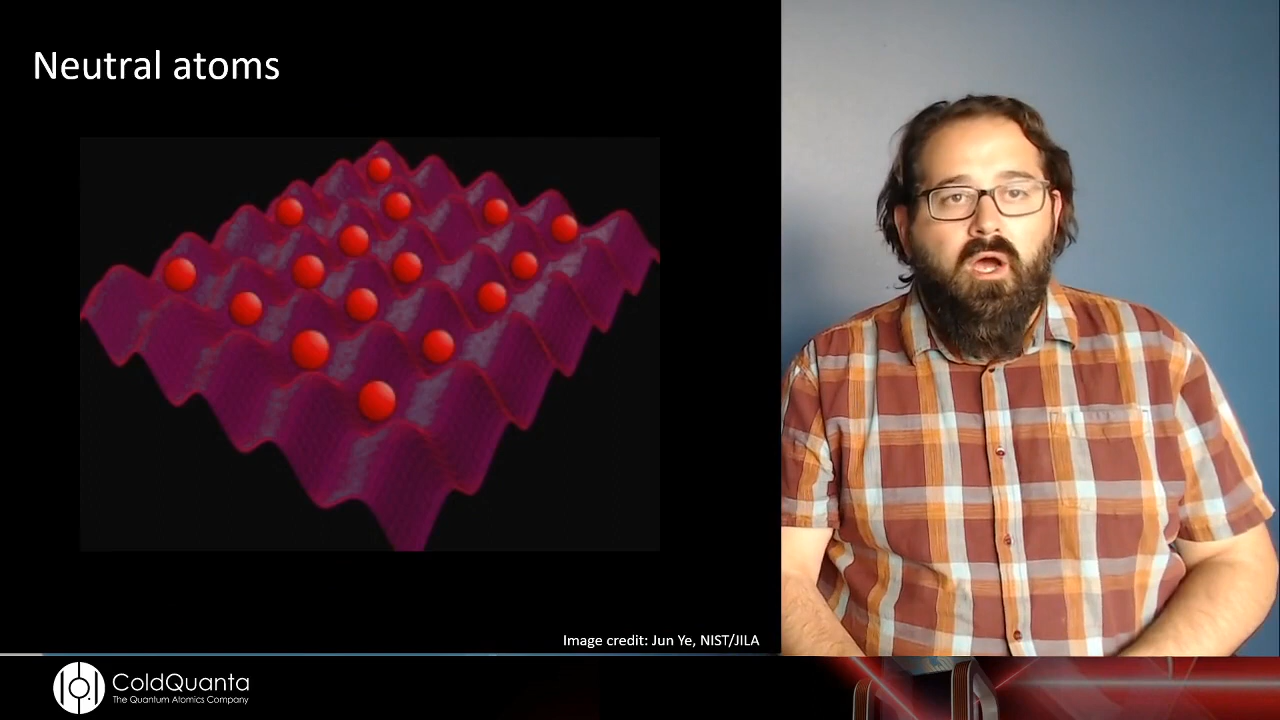 Neutral atoms
Image credit: Jun Ye, NIST/JILA
ColdQuanta
The Quantum Atomics Company